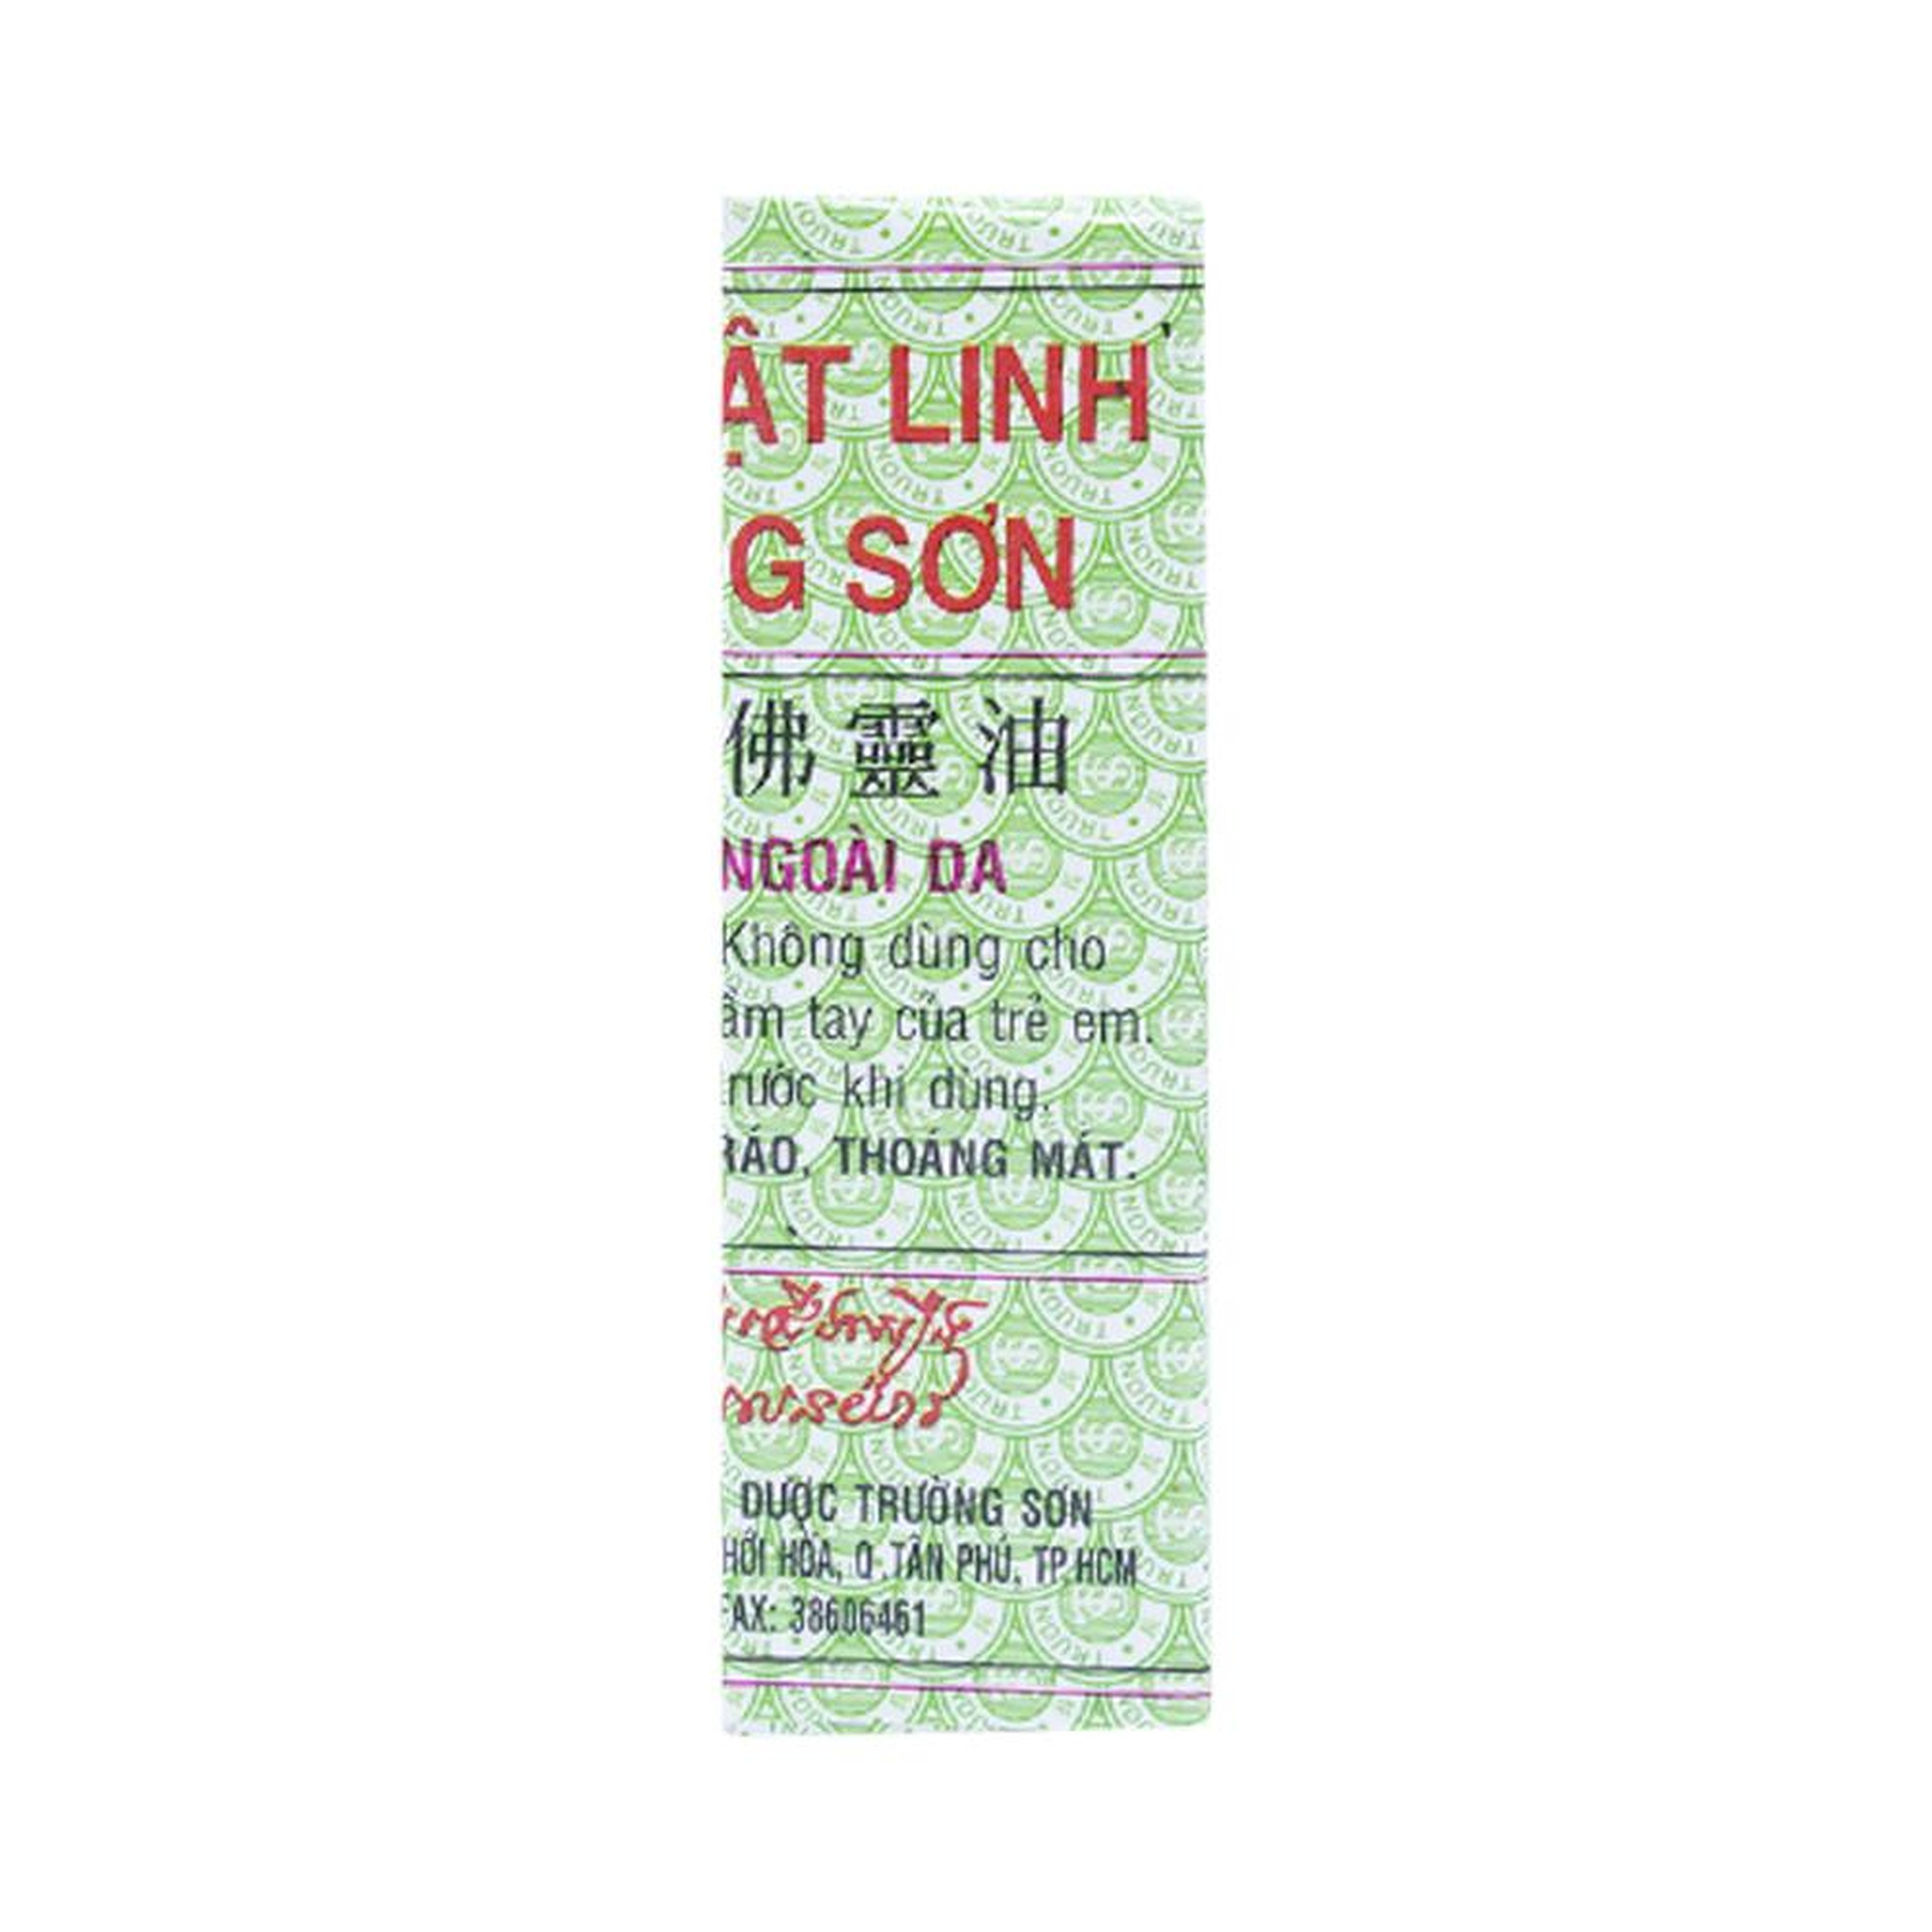 ẬT LINH
G SƠN
佛靈油
NGOÀI DA
Không dùng cho
ầm tay của trẻ em.
rước khi dùng.
RÁO, THOÁNG MÁT.
DƯỢC TRƯỜNG SƠN
HỚI HÒA, Q.TÂN PHÚ, TP.HCM
FAX: 38606461